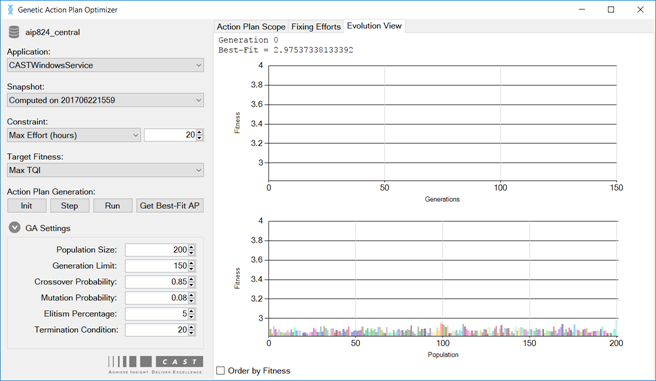 Genetic Action Plan Optimizer
aip824_central
Application:
CASTWindowsService
Snapshot:
Computed on 201706221559
Constraint:
Max Effort (hours)
20
Target Fitness:
Max TQI
Action Plan Generation:
Init
Step
Run
Get Best-Fit AP
GA Settings
Population Size:
200
Generation Limit:
150
Crossover Probability:
0.85
Mutation Probability:
0.08
Elitism Percentage:
5
Termination Condition:
20
CAST
Achieve Insight, Deliver Excellence.
Action Plan Scope
Fixing Efforts
Evolution View
Generation 0
Best-Fit = 2.97537338133392
4
3.8
3.6
3.4
3.2
3
Fitness
0
50
100
150
Generations
4
3.8
3.6
3.4
3.2
3
Fitness
0
50
100
150
200
Population
Order by Fitness